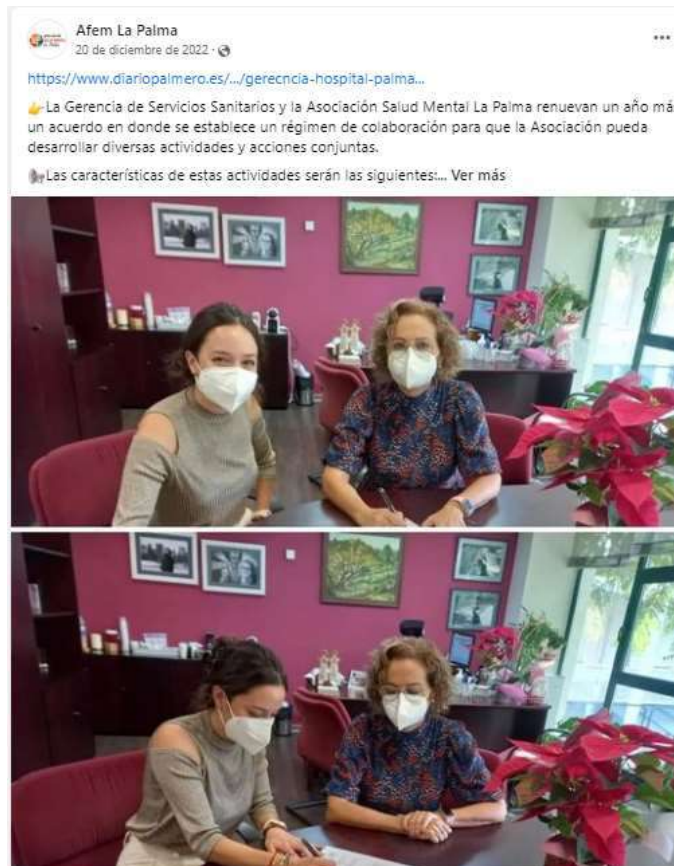 Afem La Palma
20 de diciembre de 2022 ·
https://www.diariopalmero.es/.../gerecncia-hospital-palma...
👉La Gerencia de Servicios Sanitarios y la Asociación Salud Mental La Palma renuevan un año má
un acuerdo en donde se establece un régimen de colaboración para que la Asociación pueda
desarrollar diversas actividades y acciones conjuntas.
Las características de estas actividades serán las siguientes:... Ver más